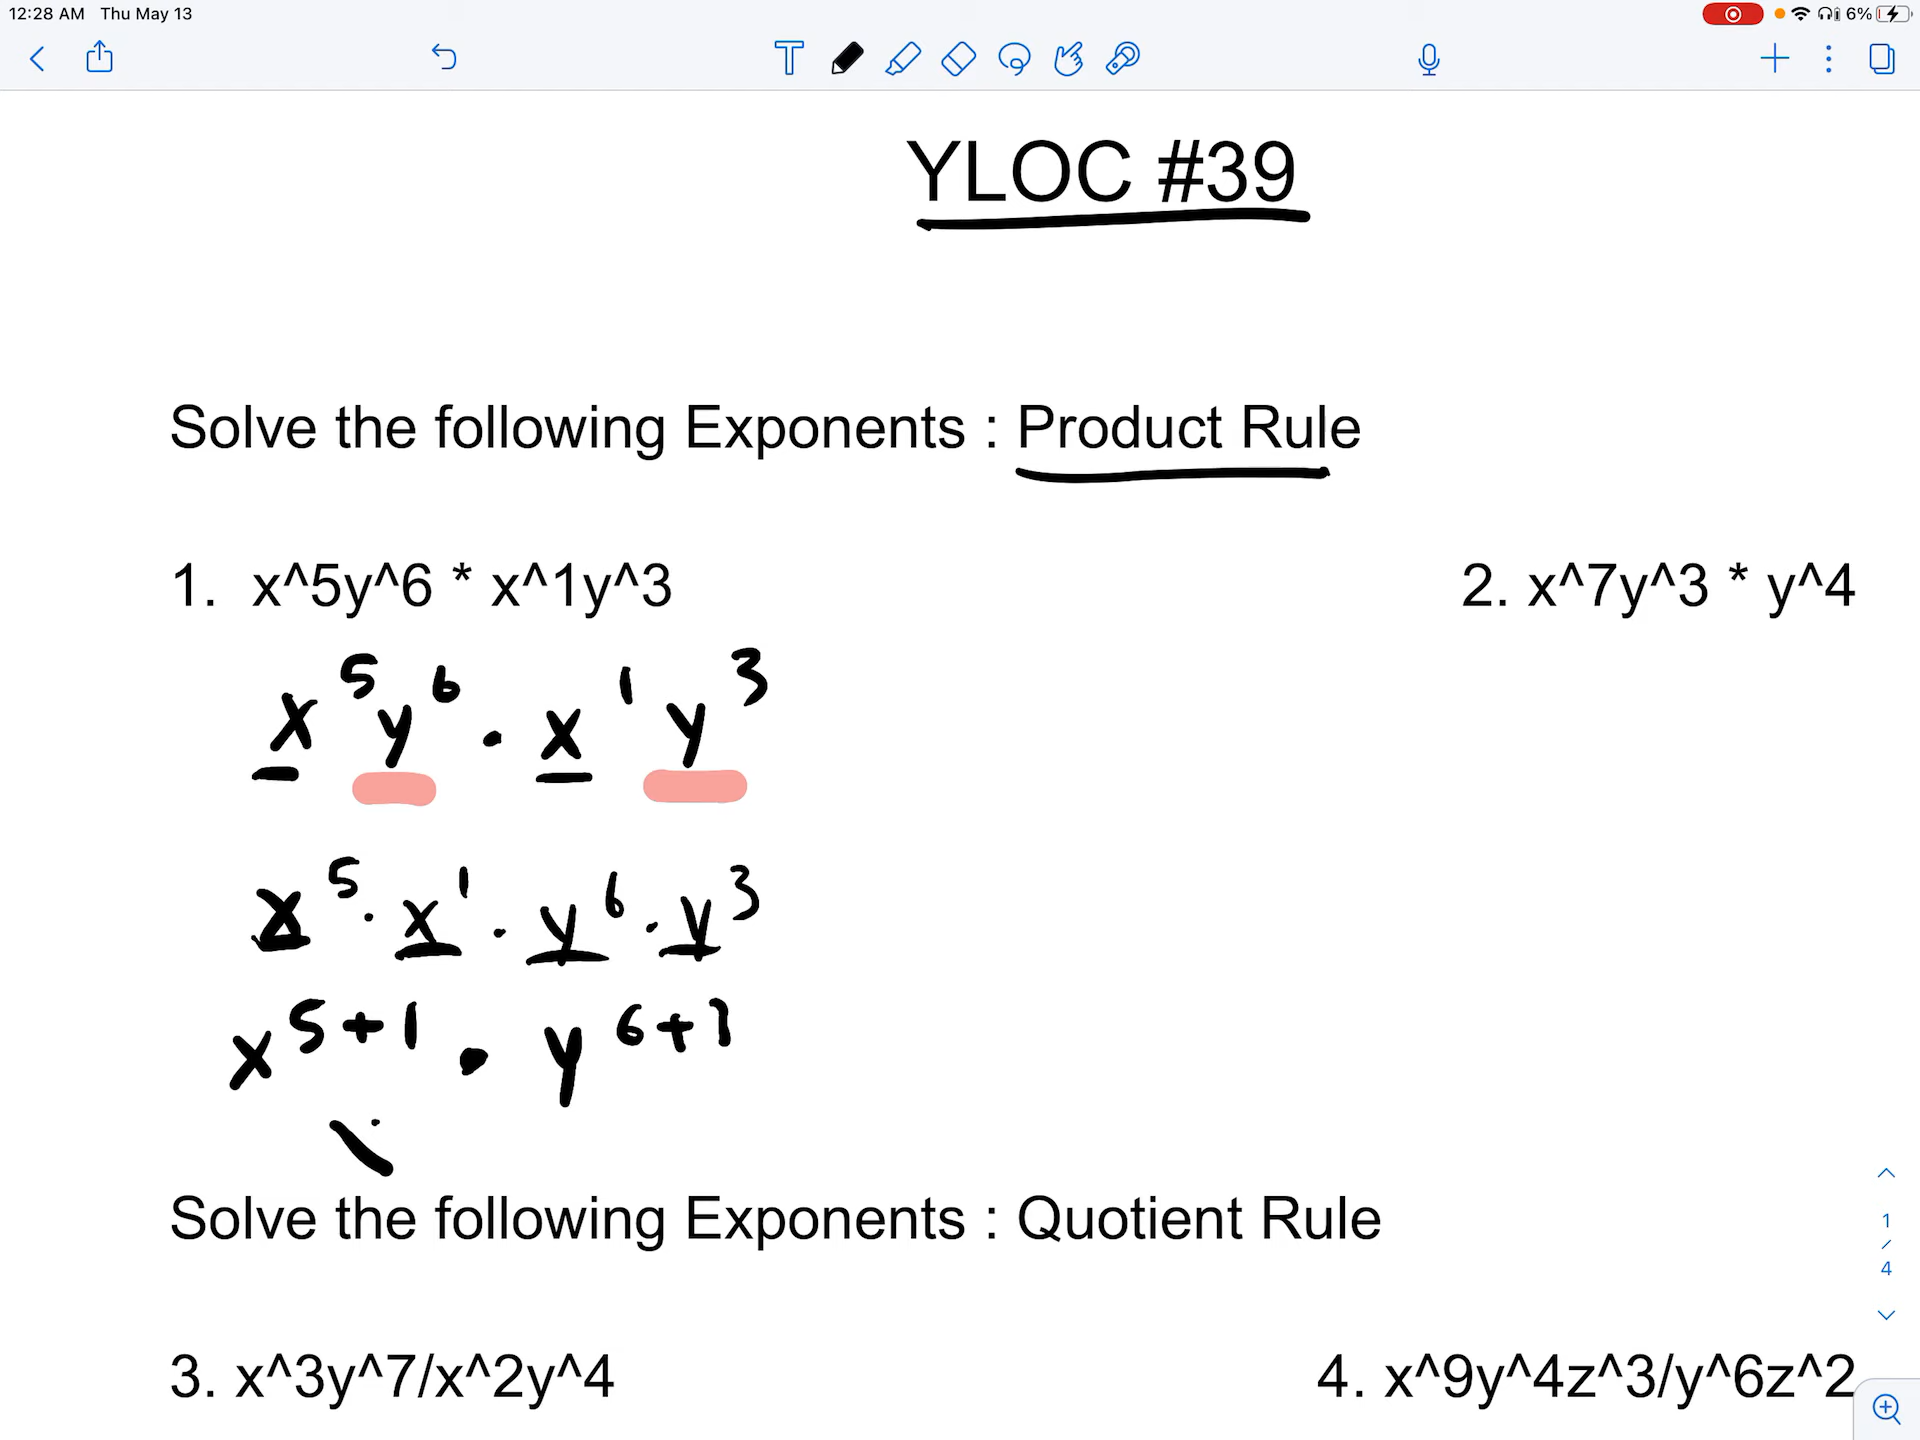 12:28 AM Thu May 13
6%
YLOC #39
Solve the following Exponents : Product Rule
1. x^5y^6 * x^1y^3
2. x^7y^3 * y^4
x⁵y⁶ · x¹y³
x⁵ · x¹ · y⁶ · y³
x⁵⁺¹ · y⁶⁺³
Solve the following Exponents : Quotient Rule
1
/
4
3. x^3y^7/x^2y^4
4. x^9y^4z^3/y^6z^2